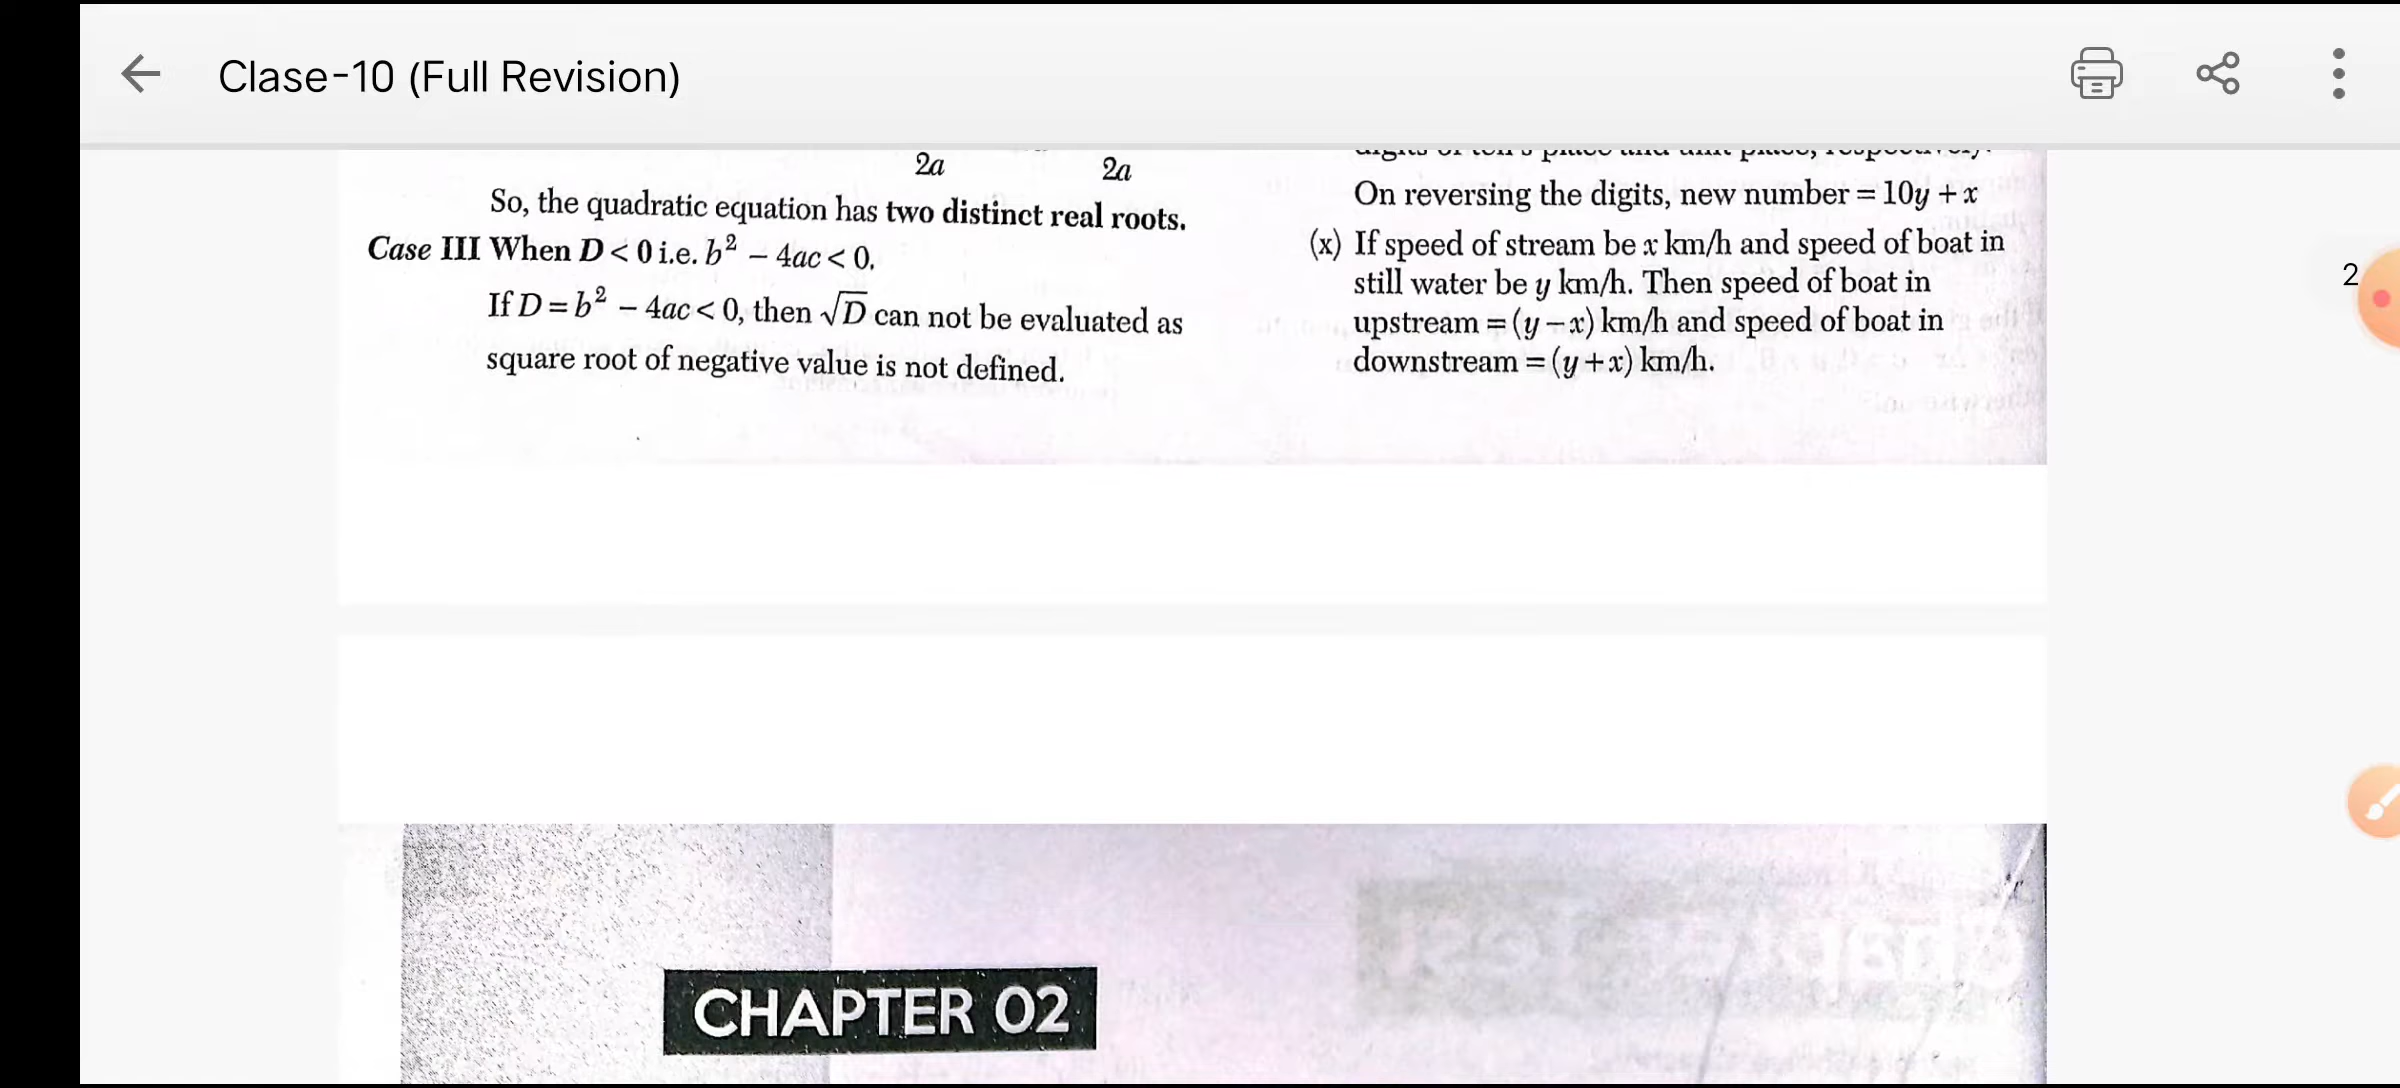 Clase-10 (Full Revision)
2a 2a
So, the quadratic equation has two distinct real roots.
Case III When D < 0 i.e. b² – 4ac < 0.
If D = b² – 4ac < 0, then √D can not be evaluated as
square root of negative value is not defined.
On reversing the digits, new number = 10y + x
(x) If speed of stream be x km/h and speed of boat in
still water be y km/h. Then speed of boat in
upstream = (y – x) km/h and speed of boat in
downstream = (y + x) km/h.
2
CHAPTER 02